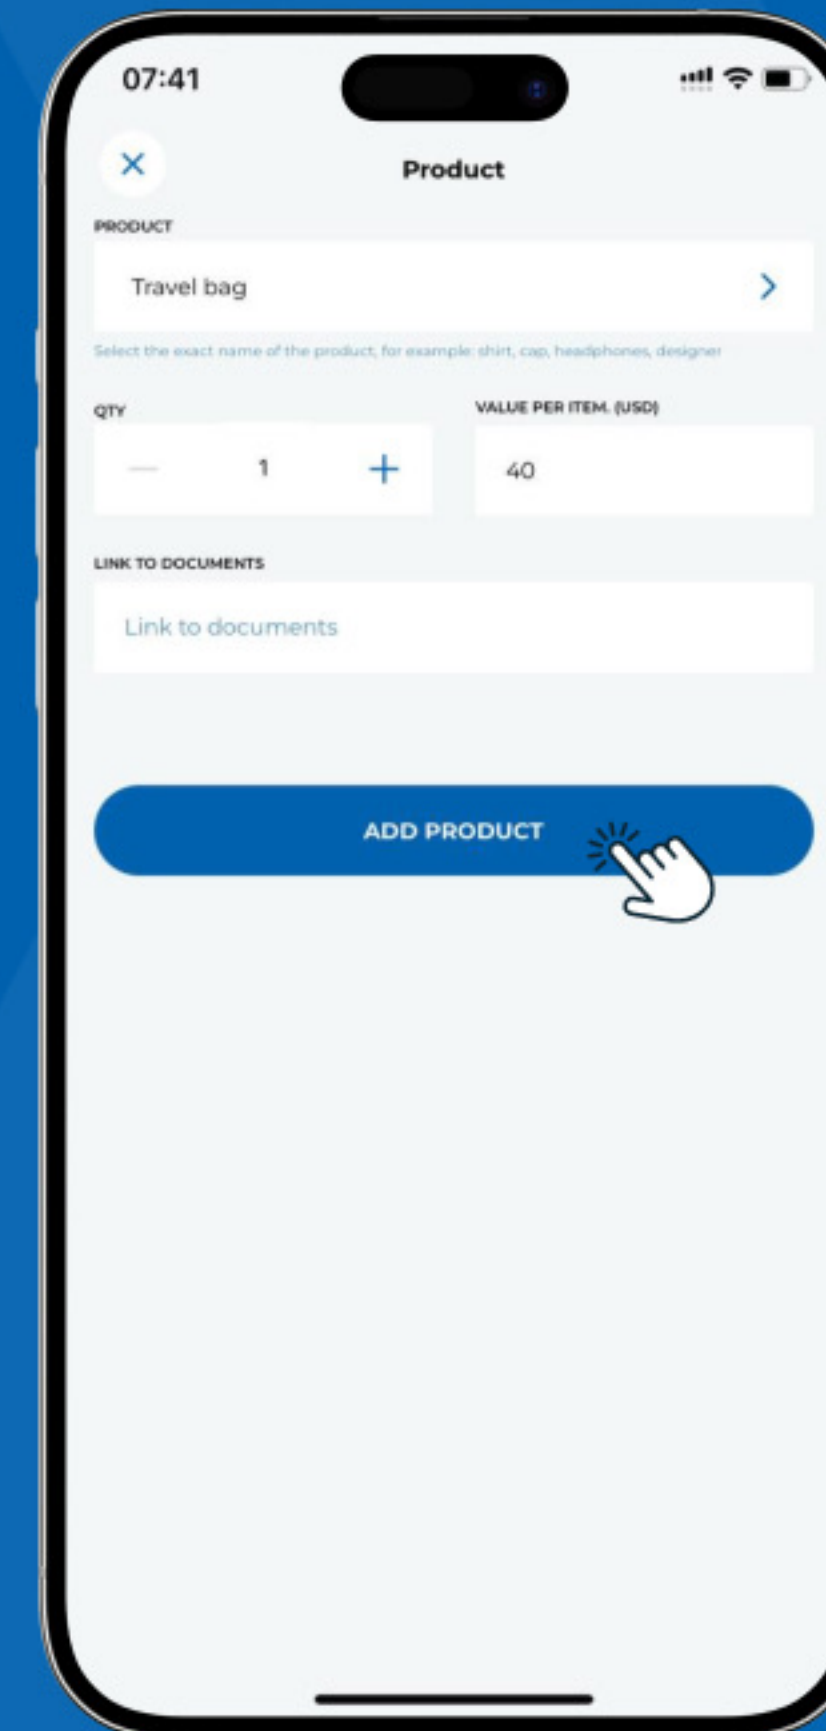 07:41
Product
PRODUCT
Travel bag
Select the exact name of the product, for example: shirt, cap, headphones, designer
QTY
VALUE PER ITEM. (USD)
1
40
LINK TO DOCUMENTS
Link to documents
ADD PRODUCT